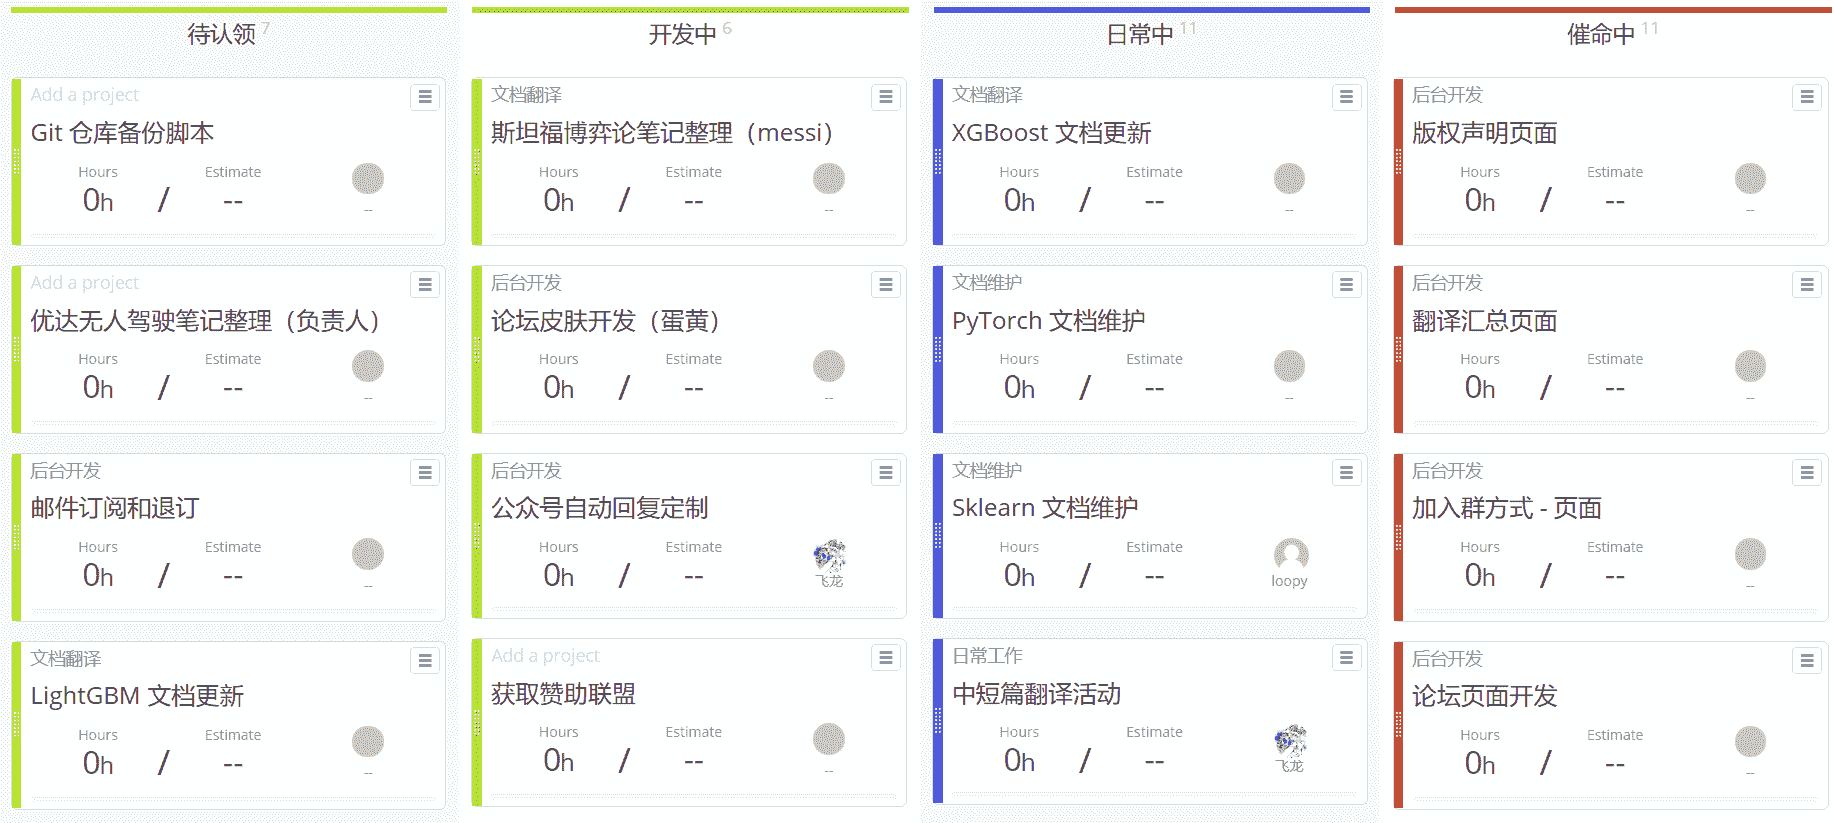 待认领 7
Add a project
Git 仓库备份脚本
Hours Estimate
0h / --
--
Add a project
优达无人驾驶笔记整理（负责人）
Hours Estimate
0h / --
--
后台开发
邮件订阅和退订
Hours Estimate
0h / --
--
文档翻译
LightGBM 文档更新
Hours Estimate
0h / --
--
开发中 6
文档翻译
斯坦福博弈论笔记整理（messi）
Hours Estimate
0h / --
--
后台开发
论坛皮肤开发（蛋黄）
Hours Estimate
0h / --
--
后台开发
公众号自动回复定制
Hours Estimate
0h / --
飞龙
Add a project
获取赞助联盟
Hours Estimate
0h / --
--
日常中 11
文档翻译
XGBoost 文档更新
Hours Estimate
0h / --
--
文档维护
PyTorch 文档维护
Hours Estimate
0h / --
--
文档维护
Sklearn 文档维护
Hours Estimate
0h / --
loopy
日常工作
中短篇翻译活动
Hours Estimate
0h / --
飞龙
催命中 11
后台开发
版权声明页面
Hours Estimate
0h / --
--
后台开发
翻译汇总页面
Hours Estimate
0h / --
--
后台开发
加入群方式 - 页面
Hours Estimate
0h / --
--
后台开发
论坛页面开发
Hours Estimate
0h / --
--